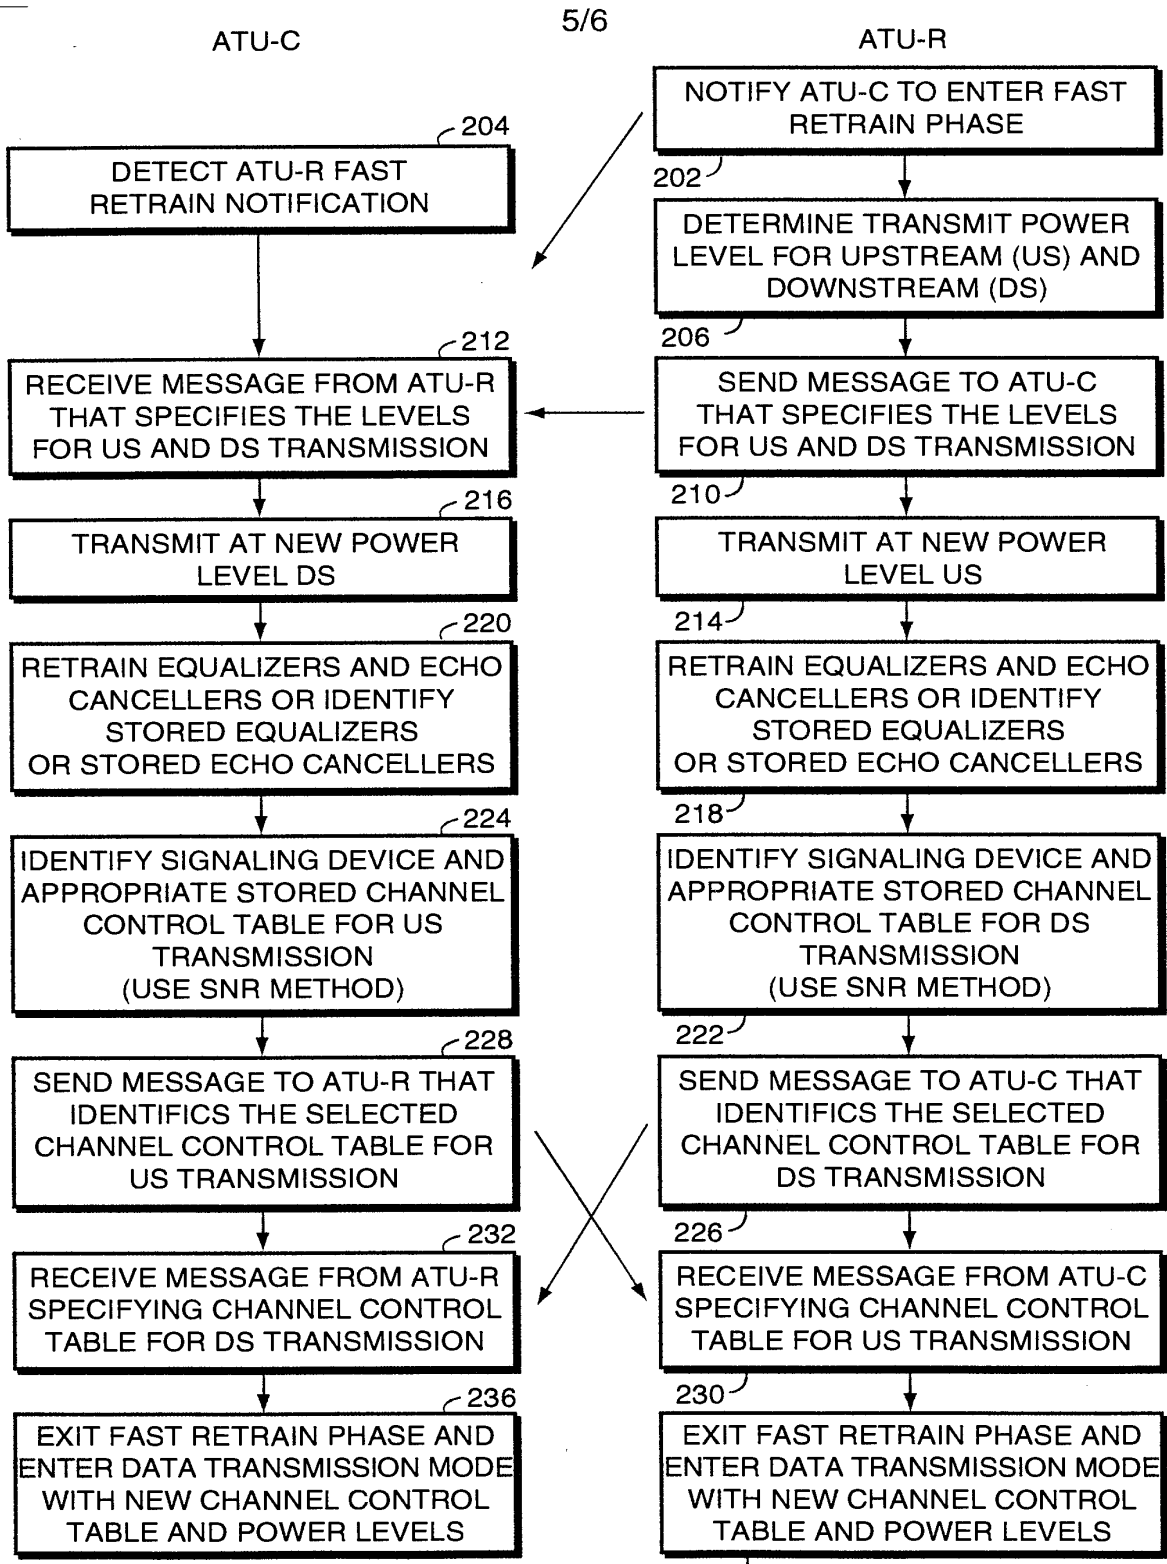 5/6
ATU-C
204
DETECT ATU-R FAST
RETRAIN NOTIFICATION
212
RECEIVE MESSAGE FROM ATU-R
THAT SPECIFIES THE LEVELS
FOR US AND DS TRANSMISSION
216
TRANSMIT AT NEW POWER
LEVEL DS
220
RETRAIN EQUALIZERS AND ECHO
CANCELLERS OR IDENTIFY
STORED EQUALIZERS
OR STORED ECHO CANCELLERS
224
IDENTIFY SIGNALING DEVICE AND
APPROPRIATE STORED CHANNEL
CONTROL TABLE FOR US
TRANSMISSION
(USE SNR METHOD)
228
SEND MESSAGE TO ATU-R THAT
IDENTIFICS THE SELECTED
CHANNEL CONTROL TABLE FOR
US TRANSMISSION
232
RECEIVE MESSAGE FROM ATU-R
SPECIFYING CHANNEL CONTROL
TABLE FOR DS TRANSMISSION
236
EXIT FAST RETRAIN PHASE AND
ENTER DATA TRANSMISSION MODE
WITH NEW CHANNEL CONTROL
TABLE AND POWER LEVELS
ATU-R
NOTIFY ATU-C TO ENTER FAST
RETRAIN PHASE
202
DETERMINE TRANSMIT POWER
LEVEL FOR UPSTREAM (US) AND
DOWNSTREAM (DS)
206
SEND MESSAGE TO ATU-C
THAT SPECIFIES THE LEVELS
FOR US AND DS TRANSMISSION
210
TRANSMIT AT NEW POWER
LEVEL US
214
RETRAIN EQUALIZERS AND ECHO
CANCELLERS OR IDENTIFY
STORED EQUALIZERS
OR STORED ECHO CANCELLERS
218
IDENTIFY SIGNALING DEVICE AND
APPROPRIATE STORED CHANNEL
CONTROL TABLE FOR DS
TRANSMISSION
(USE SNR METHOD)
222
SEND MESSAGE TO ATU-C THAT
IDENTIFICS THE SELECTED
CHANNEL CONTROL TABLE FOR
DS TRANSMISSION
226
RECEIVE MESSAGE FROM ATU-C
SPECIFYING CHANNEL CONTROL
TABLE FOR US TRANSMISSION
230
EXIT FAST RETRAIN PHASE AND
ENTER DATA TRANSMISSION MODE
WITH NEW CHANNEL CONTROL
TABLE AND POWER LEVELS